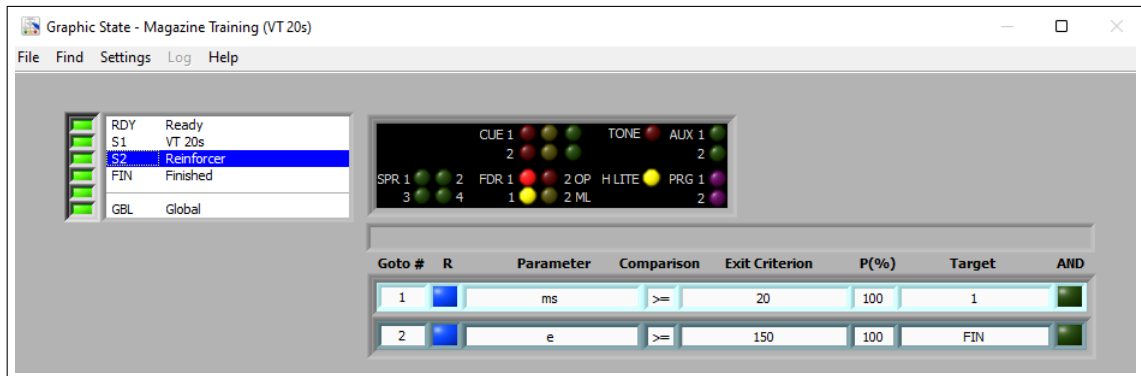 Graphic State - Magazine Training (VT 20s)
File Find Settings Log Help
RDY Ready
S1 VT 20s
S2 Reinforcer
FIN Finished
GBL Global
CUE 1 TONE AUX 1
2 2
SPR 1 2 FDR 1 2 OP H LITE PRG 1
3 4 1 2 ML 2
Goto # R Parameter Comparison Exit Criterion P(%) Target AND
1 ms >= 20 100 1
2 e >= 150 100 FIN